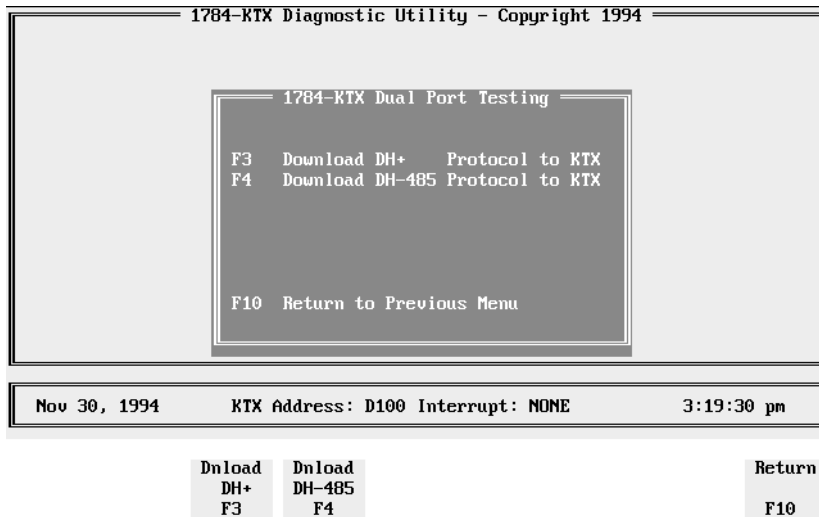 1784-KTX Diagnostic Utility - Copyright 1994
1784-KTX Dual Port Testing
F3 Download DH+ Protocol to KTX
F4 Download DH-485 Protocol to KTX
F10 Return to Previous Menu
Nov 30, 1994 KTX Address: D100 Interrupt: NONE 3:19:30 pm
Dnload Dnload Return
DH+ DH-485
F3 F4 F10